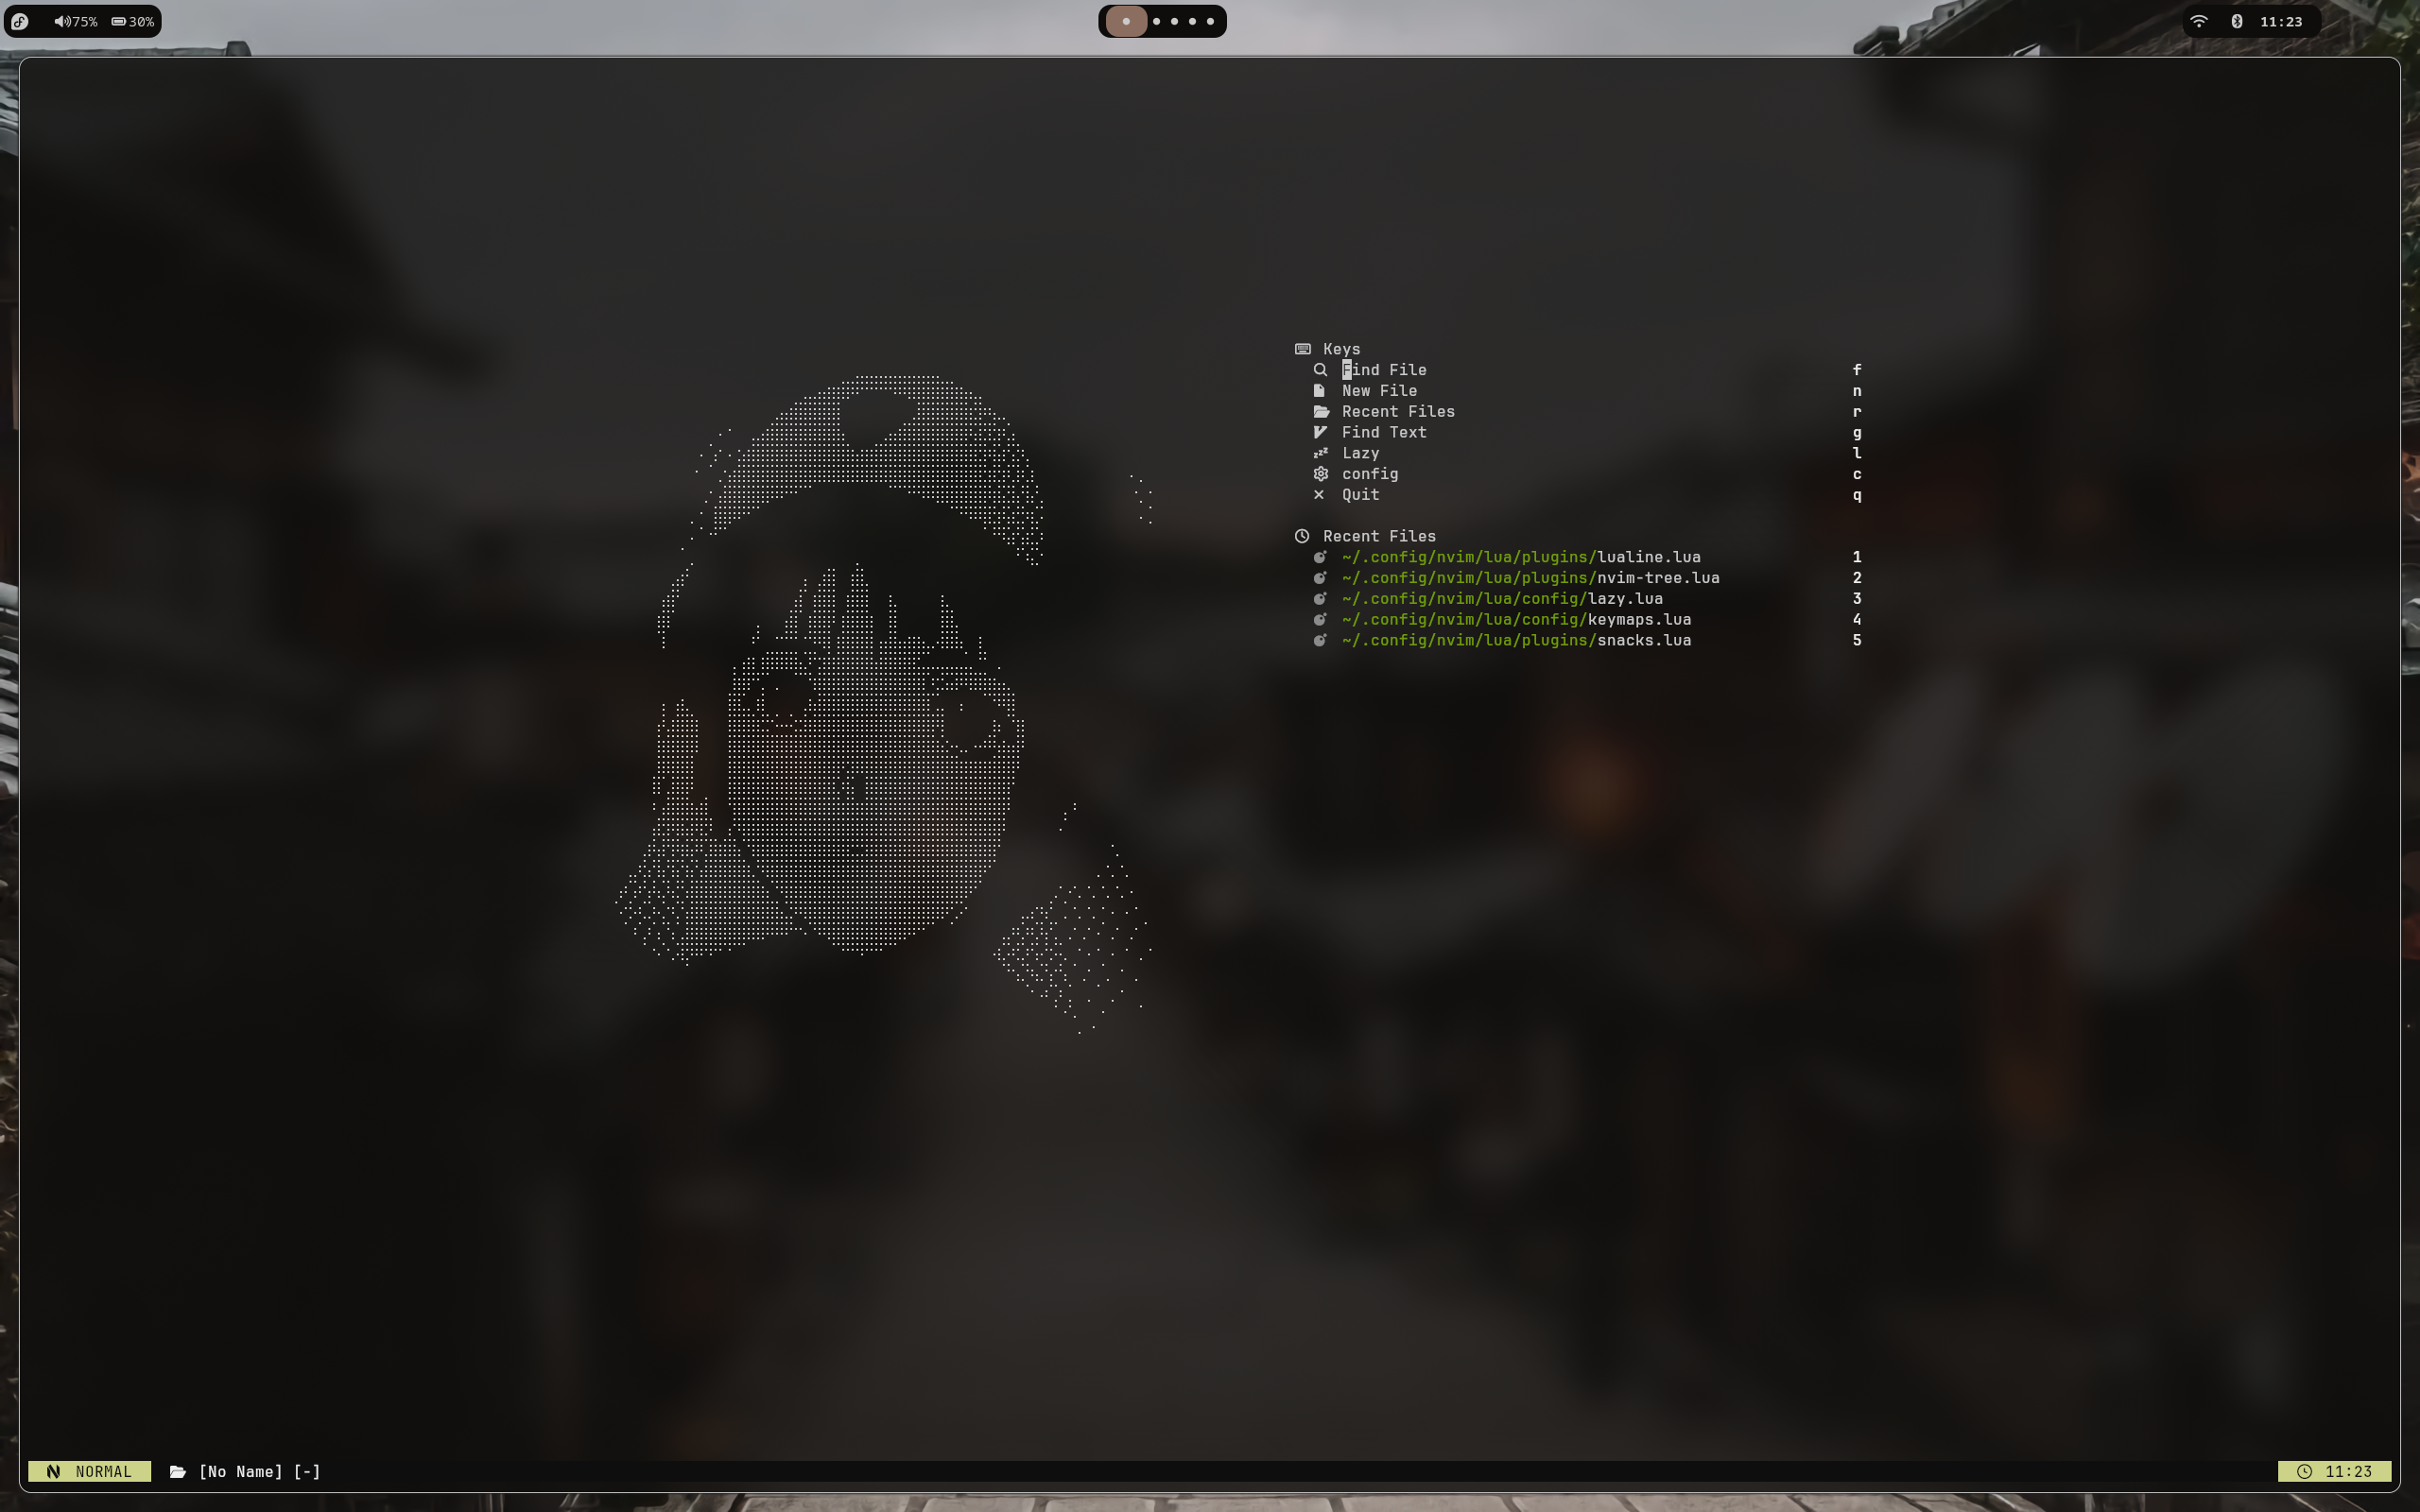 75% 30%
11:23
Keys
Find File f
New File n
Recent Files r
Find Text g
Lazy l
config c
Quit q
Recent Files
~/.config/nvim/lua/plugins/lualine.lua 1
~/.config/nvim/lua/plugins/nvim-tree.lua 2
~/.config/nvim/lua/config/lazy.lua 3
~/.config/nvim/lua/config/keymaps.lua 4
~/.config/nvim/lua/plugins/snacks.lua 5
NORMAL [No Name] [-] 11:23